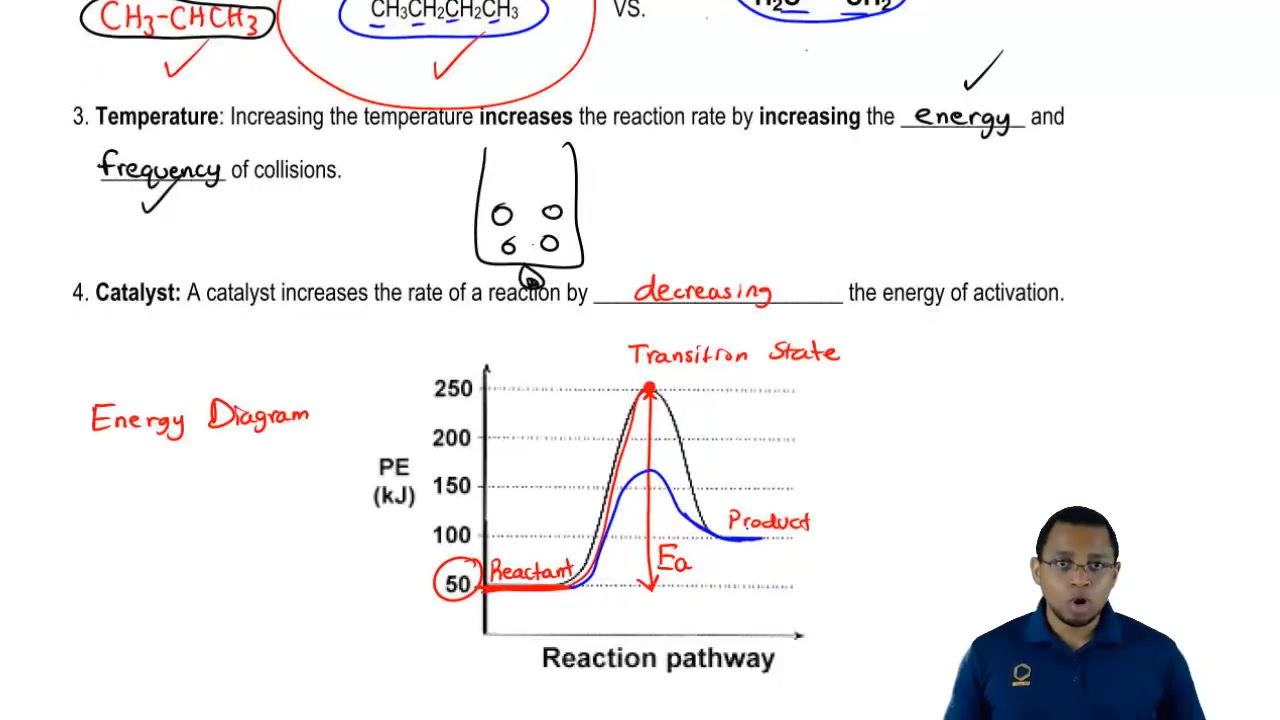 CH3-CHCH3
CH3CH2CH2CH3
VS.
3. Temperature: Increasing the temperature increases the reaction rate by increasing the energy and
frequency of collisions.
4. Catalyst: A catalyst increases the rate of a reaction by decreasing the energy of activation.
Transition State
Energy Diagram
250
200
PE
(kJ)
150
100
Product
Ea
Reactant
50
Reaction pathway